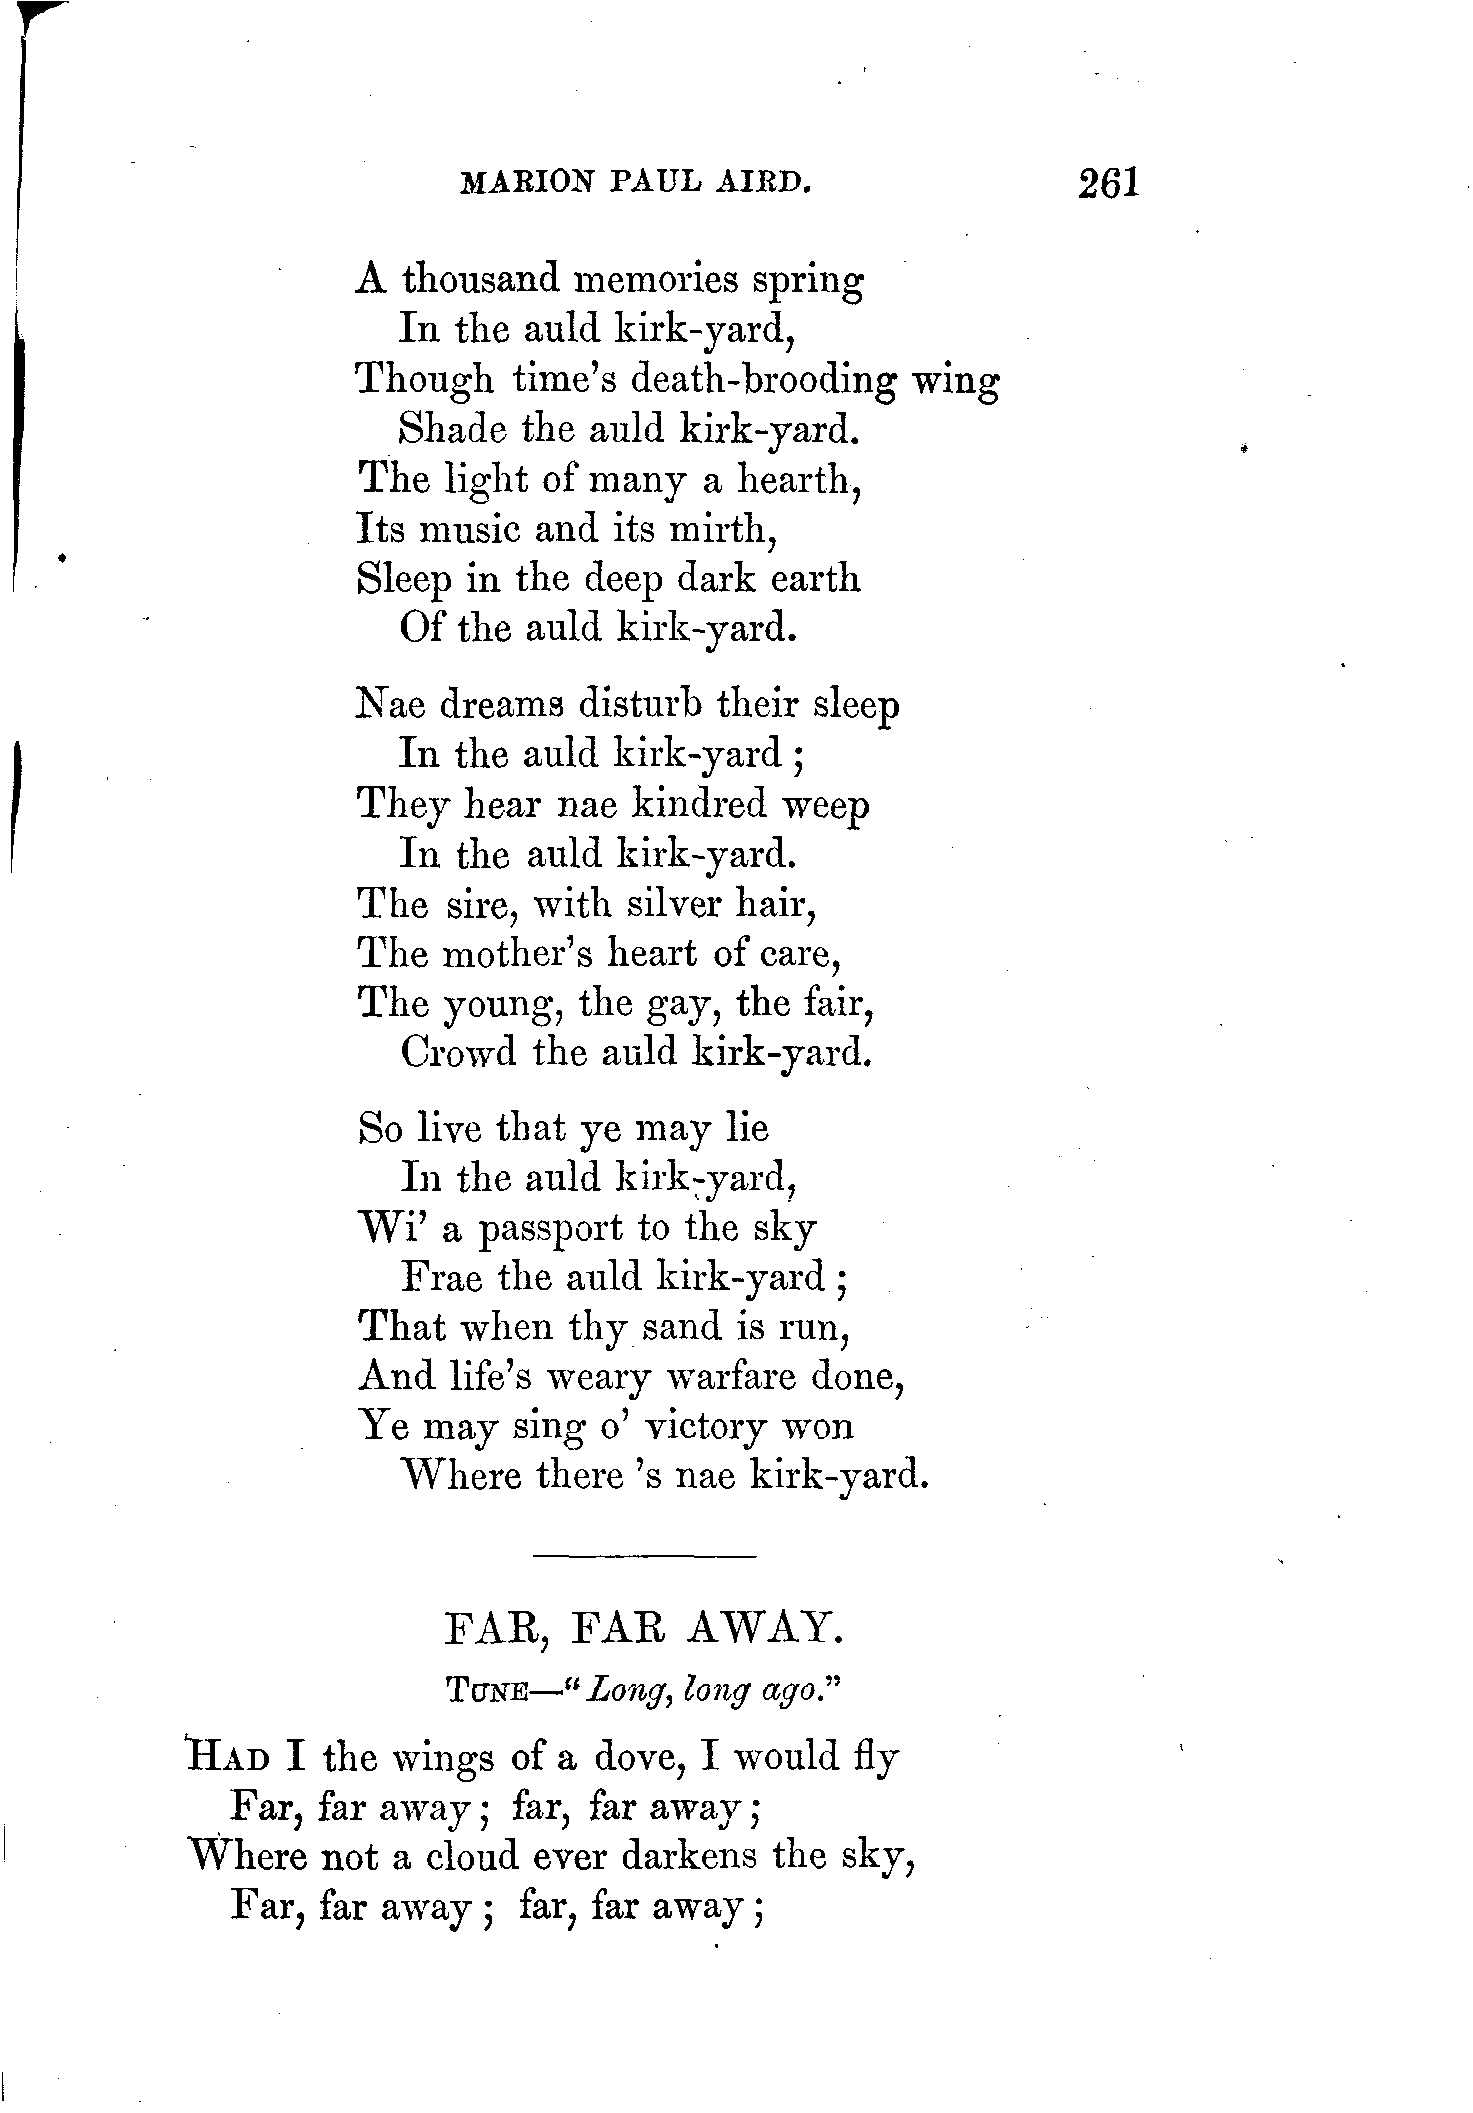 MARION PAUL AIRD. 261
A thousand memories spring
In the auld kirk-yard,
Though time's death-brooding wing
Shade the auld kirk-yard.
The light of many a hearth,
Its music and its mirth,
Sleep in the deep dark earth
Of the auld kirk-yard.
Nae dreams disturb their sleep
In the auld kirk-yard ;
They hear nae kindred weep
In the auld kirk-yard.
The sire, with silver hair,
The mother's heart of care,
The young, the gay, the fair,
Crowd the auld kirk-yard.
So live that ye may lie
In the auld kirk-yard,
Wi' a passport to the sky
Frae the auld kirk-yard ;
That when thy sand is run,
And life's weary warfare done,
Ye may sing o' victory won
Where there 's nae kirk-yard.
FAR, FAR AWAY.
TUNE—“Long, long ago.”
HAD I the wings of a dove, I would fly
Far, far away ; far, far away ;
Where not a cloud ever darkens the sky,
Far, far away ; far, far away ;